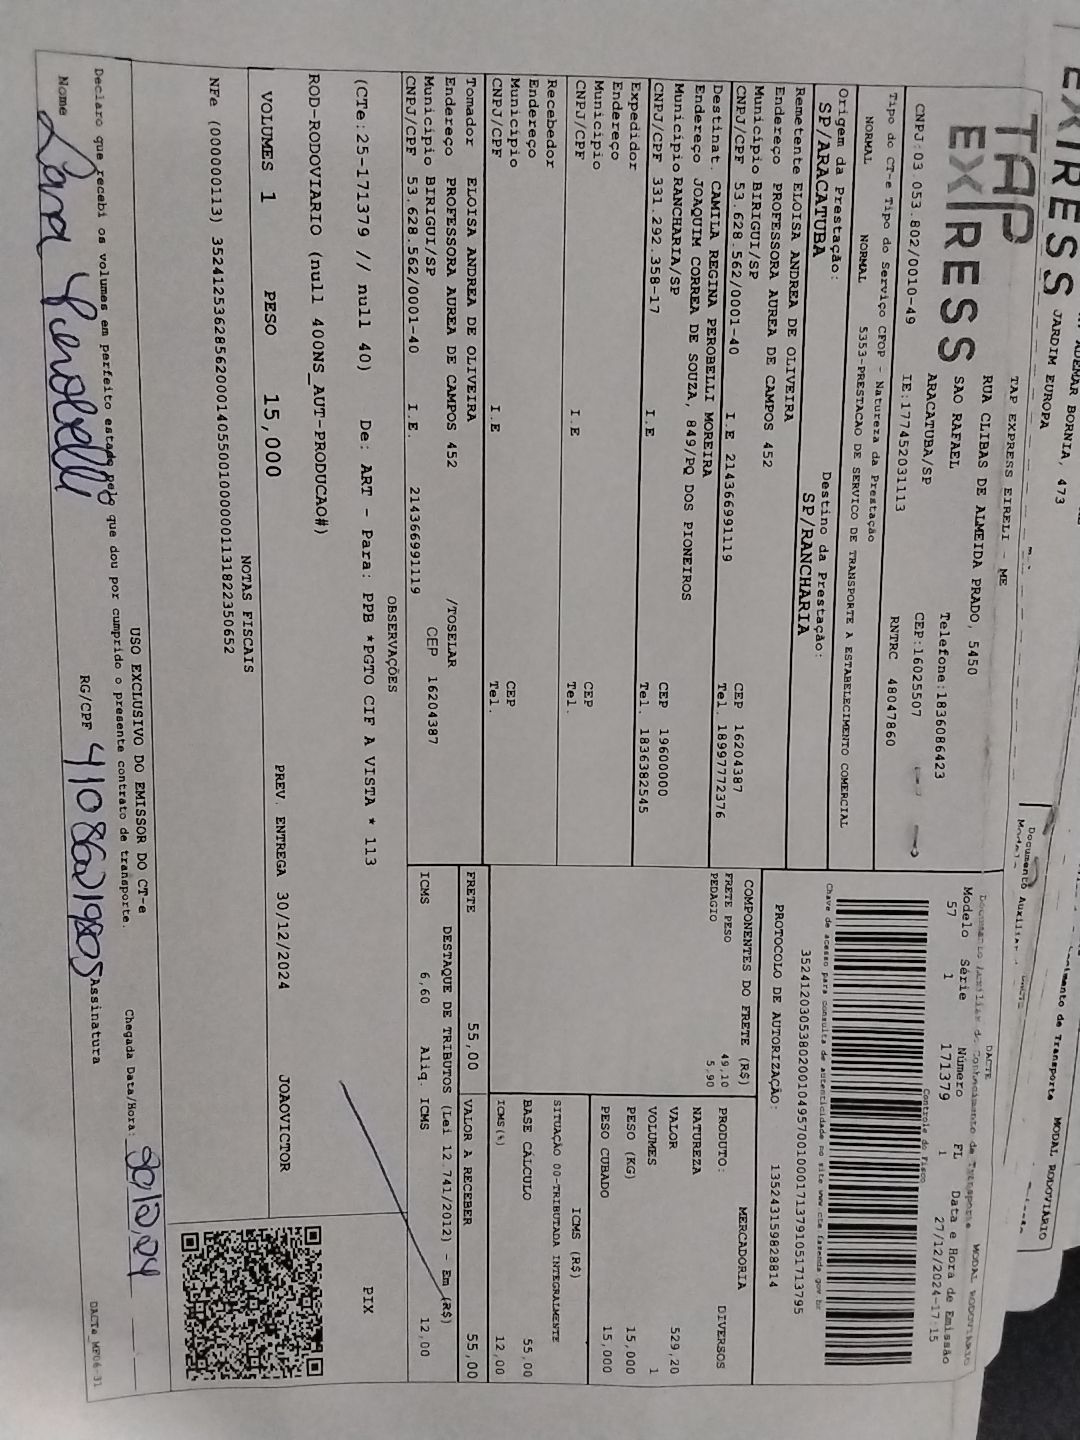 EXPRESS JARDIM EUROPA
ADEMAR BORNIA, 473
Documento Auxiliar
MODAL RODOVIARIO
TAP EXPRESS
TAP EXPRESS EIRELI - ME
RUA CLIBAS DE ALMEIDA PRADO, 5450
SAO RAFAEL
Telefone:1836086423
ARACATUBA/SP
CEP:16025507
CNPJ:03 053.802/0010-49
IE:177452031113
RNTRC 48047860
Tipo do CT-e Tipo do Serviço CFOP - Natureza da Prestação
NORMAL NORMAL 5353-PRESTACAO DE SERVICO DE TRANSPORTE A ESTABELECIMENTO COMERCIAL
Origem da Prestação: Destino da Prestação:
SP/ARACATUBA SP/RANCHARIA
Remetente ELOISA ANDREA DE OLIVEIRA
Endereço PROFESSORA AUREA DE CAMPOS 452
Municipio BIRIGUI/SP CEP 16204387
CNPJ/CPF 53.628.562/0001-40 I.E 214366991119 Tel. 18997772376
Destinat. CAMILA REGINA PEROBELLI MOREIRA
Endereço JOAQUIM CORREA DE SOUZA, 849/PQ DOS PIONEIROS
Municipio RANCHARIA/SP CEP 19600000
CNPJ/CPF 331.292.358-17 I.E Tel. 1836382545
Expedidor
Endereço
Municipio CEP
CNPJ/CPF I.E Tel.
Recebedor
Endereço
Municipio CEP
CNPJ/CPF I.E Tel.
Tomador ELOISA ANDREA DE OLIVEIRA
Endereço PROFESSORA AUREA DE CAMPOS 452 /TOSELAR
Municipio BIRIGUI/SP CEP 16204387
CNPJ/CPF 53.628.562/0001-40 I.E. 214366991119
DACTE
Documento Auxiliar do Conhecimento de Transporte MODAL RODOVIARIO
Modelo Série Número FL Data e Hora de Emissão
57 1 171379 1 27/12/2024-17:15
Controle do Fisco
Chave de acesso para consulta de autenticidade no site www cte fazenda gov br
35241203053802001049570010001713791051713795
PROTOCOLO DE AUTORIZAÇÃO: 135243159828814
COMPONENTES DO FRETE (R$)
FRETE PESO 49,10
PEDAGIO 5,90
MERCADORIA
PRODUTO: DIVERSOS
NATUREZA
VALOR 529,20
VOLUMES 1
PESO (KG) 15,000
PESO CUBADO 15,000
ICMS (R$)
SITUAÇÃO 00-TRIBUTADA INTEGRALMENTE
BASE CÁLCULO 55,00
ICMS(%) 12,00
FRETE 55,00 VALOR A RECEBER 55,00
DESTAQUE DE TRIBUTOS (Lei 12.741/2012) - Em (R$)
ICMS 6,60 Aliq. ICMS 12,00
OBSERVAÇÕES
(CTe:25-171379 // null 40) De: ART - Para: PPB *PGTO CIF A VISTA * 113
PIX
ROD-RODOVIARIO (null 400NS_AUT-PRODUCAO#)
VOLUMES 1 PESO 15,000 PREV. ENTREGA 30/12/2024 JOAOVICTOR
NOTAS FISCAIS
NFe (000000113) 35241253628562000140550010000001131822350652
USO EXCLUSIVO DO EMISSOR DO CT-e
Declaro que recebi os volumes em perfeito estado pelo que dou por cumprido o presente contrato de transporte.
Chegada Data/Hora: 30/12/24
Nome Lara Perobelli RG/CPF 41086219805 Assinatura
DACTe MF06-31